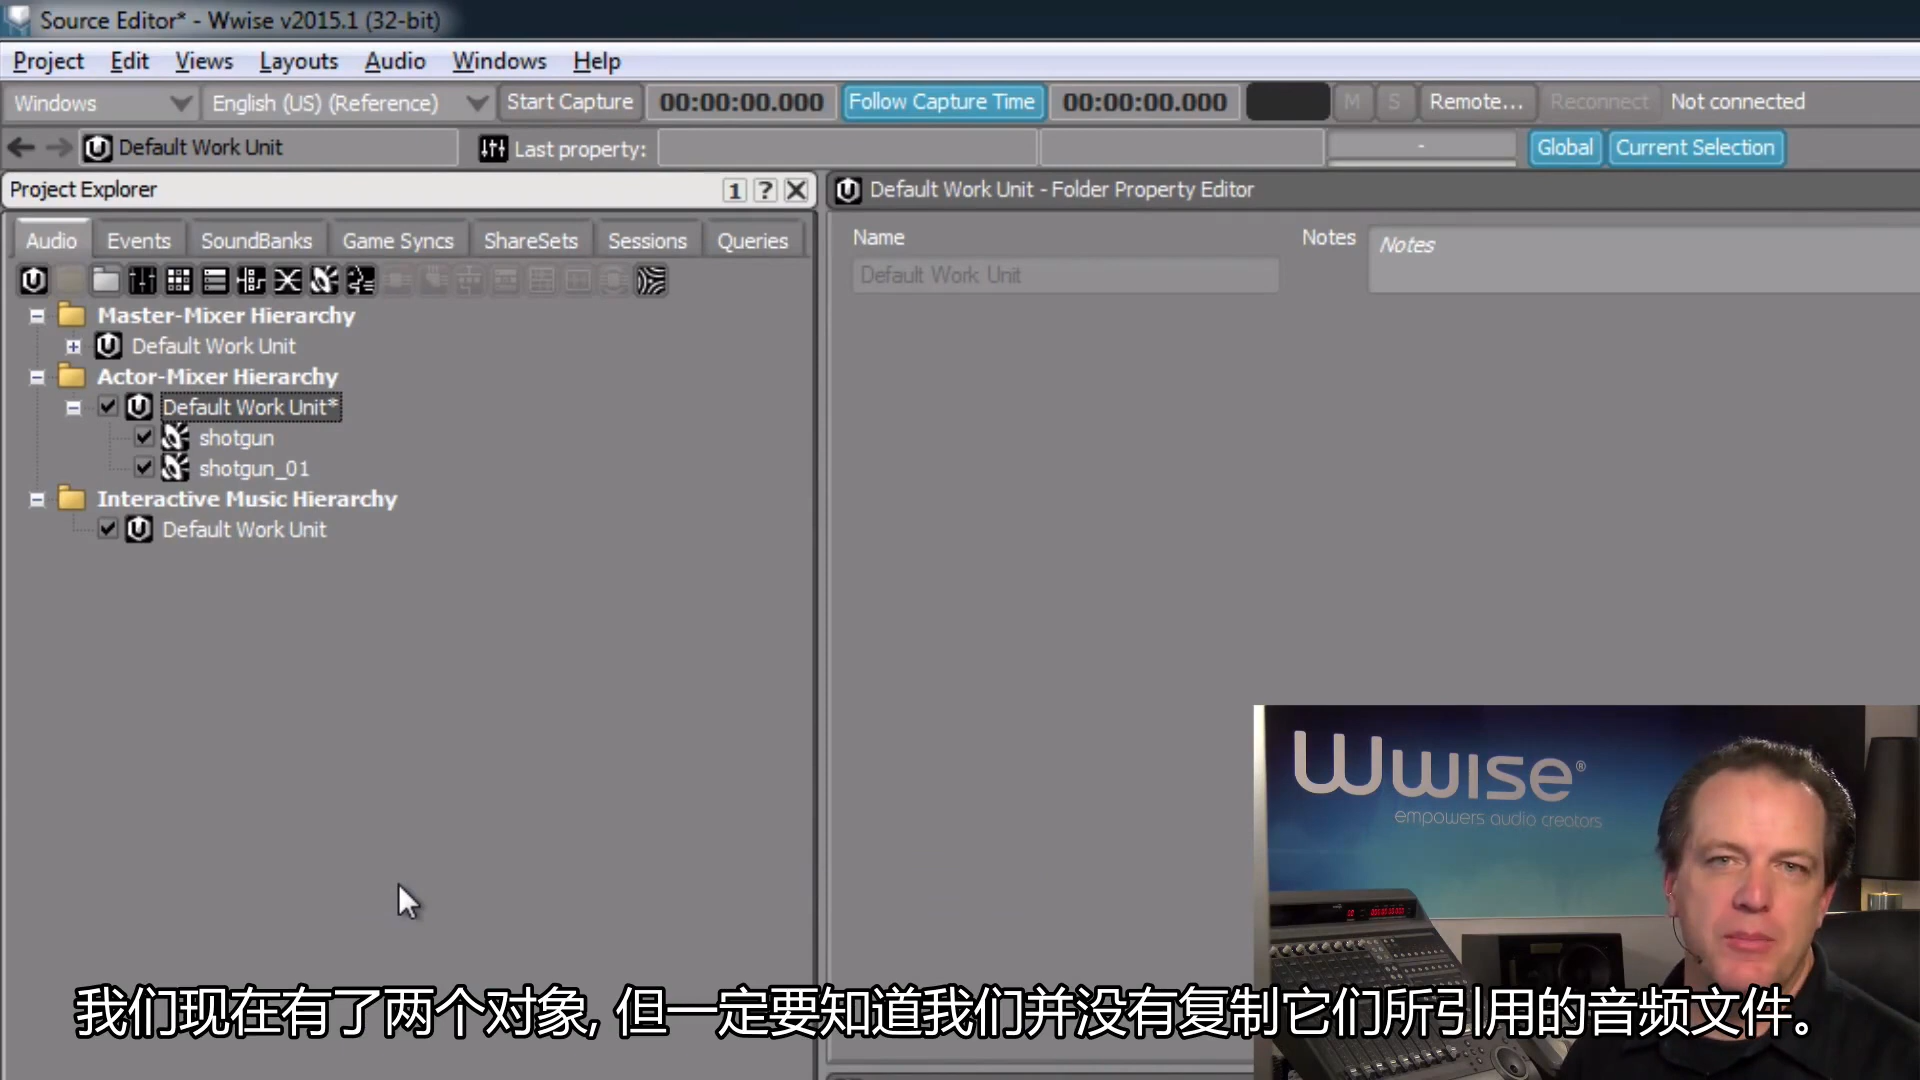 Source Editor* - Wwise v2015.1 (32-bit)
Project Edit Views Layouts Audio Windows Help
Windows English (US) (Reference) Start Capture 00:00:00.000 Follow Capture Time 00:00:00.000 M S Remote... Reconnect Not connected
Default Work Unit Last property: - Global Current Selection
Project Explorer 1 ? X
Default Work Unit - Folder Property Editor
Audio Events SoundBanks Game Syncs ShareSets Sessions Queries
Name Notes Notes
Default Work Unit
Master-Mixer Hierarchy
Default Work Unit
Actor-Mixer Hierarchy
Default Work Unit*
shotgun
shotgun_01
Interactive Music Hierarchy
Default Work Unit
Wwise®
empowers audio creators
我们现在有了两个对象, 但一定要知道我们并没有复制它们所引用的音频文件。